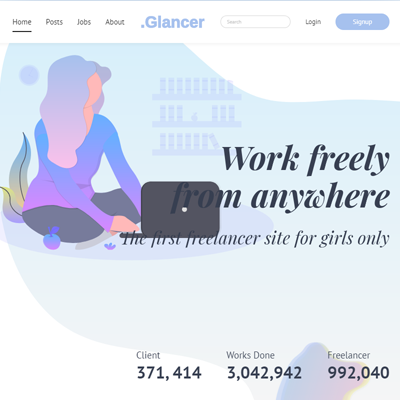 Home Posts Jobs About .Glancer Search Login Signup
Work freely
from anywhere
The first freelancer site for girls only
Client Works Done Freelancer
371, 414 3,042,942 992,040